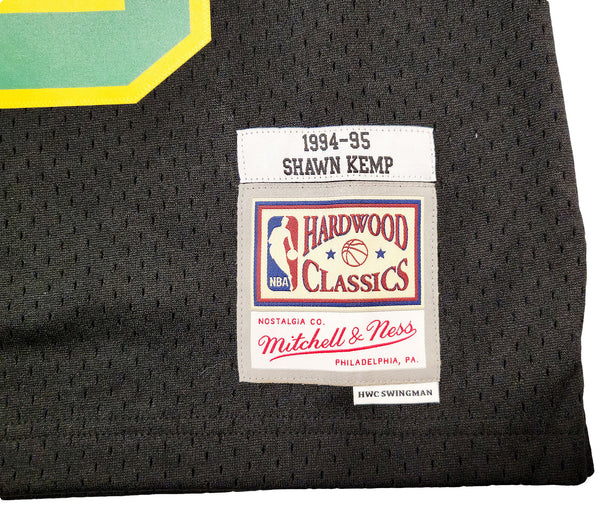 1994-95
SHAWN KEMP
HARDWOOD
CLASSICS
NBA
NOSTALGIA CO.
Mitchell & Ness
PHILADELPHIA, PA.
HWC SWINGMAN